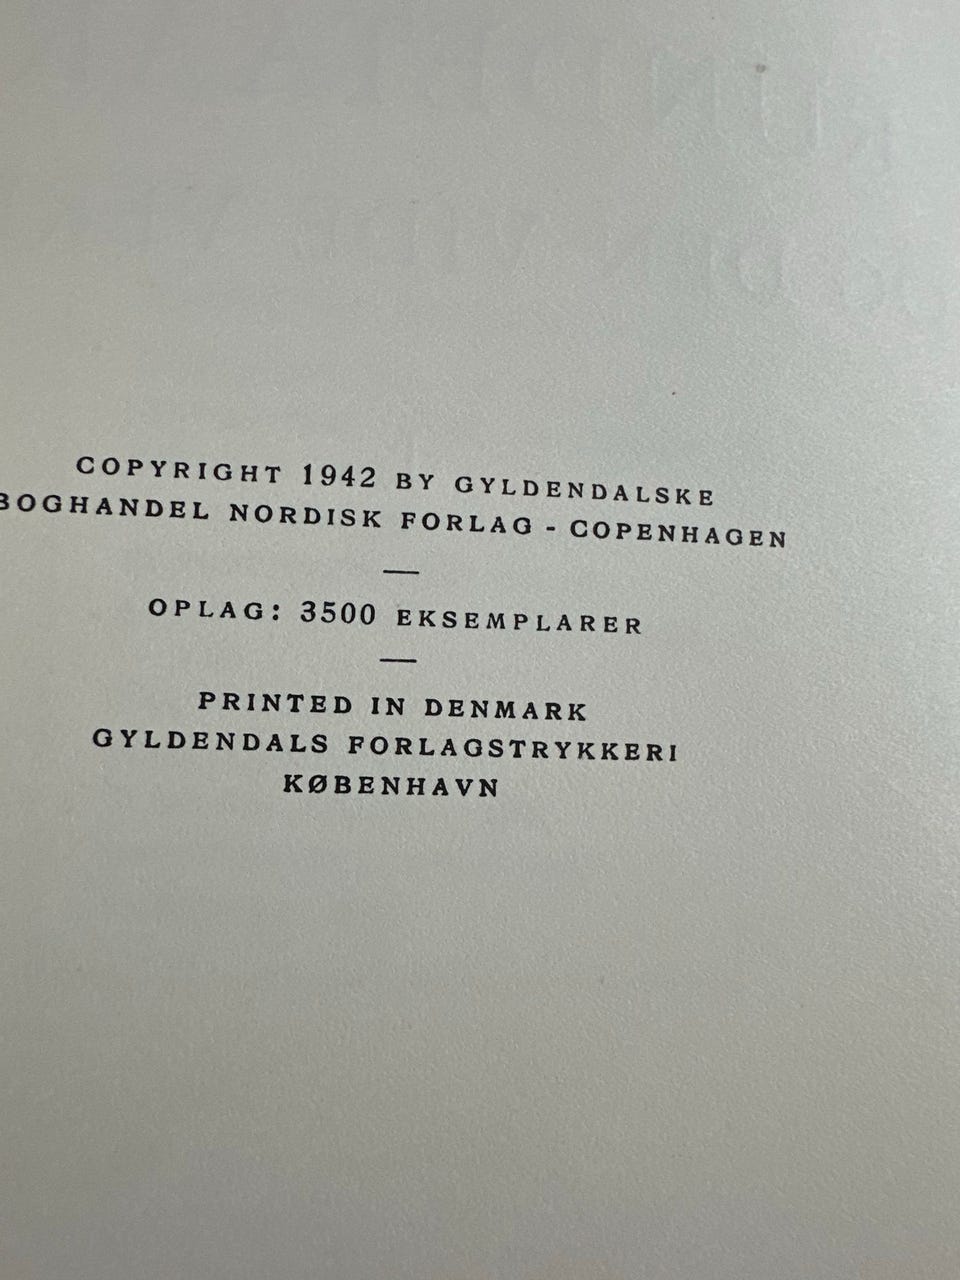 COPYRIGHT 1942 BY GYLDENDALSKE
BOGHANDEL NORDISK FORLAG - COPENHAGEN
OPLAG: 3500 EKSEMPLARER
PRINTED IN DENMARK
GYLDENDALS FORLAGSTRYKKERI
KØBENHAVN